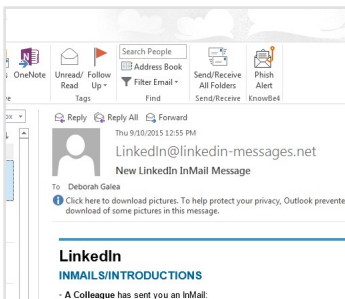 OneNote
Unread/ Follow
Read Up
Tags
Search People
Address Book
Filter Email
Find
Send/Receive
All Folders
Send/Receive
Phish
Alert
KnowBe4
Reply Reply All Forward
Thu 9/10/2015 12:55 PM
LinkedIn@linkedin-messages.net
New LinkedIn InMail Message
To Deborah Galea
Click here to download pictures. To help protect your privacy, Outlook prevente
download of some pictures in this message.
LinkedIn
INMAILS/INTRODUCTIONS
- A Colleague has sent you an InMail: